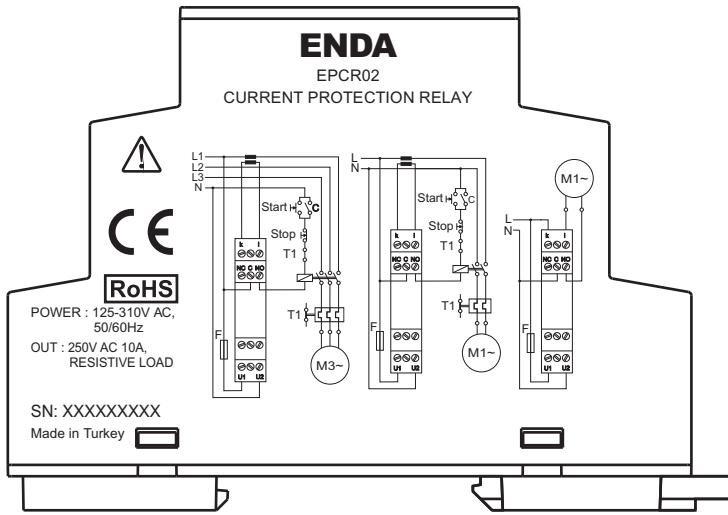 ENDA
EPCR02
CURRENT PROTECTION RELAY
CE
RoHS
POWER : 125-310V AC,
50/60Hz
OUT : 250V AC 10A,
RESISTIVE LOAD
SN: XXXXXXXXX
Made in Turkey
L1
L2
L3
N
Start
C
Stop
T1
k l
NC C NO
T1
F
U1 U2
M3~
L
N
Start
C
Stop
T1
k l
NC C NO
T1
F
U1 U2
M1~
M1~
L
N
k l
NC C NO
F
U1 U2